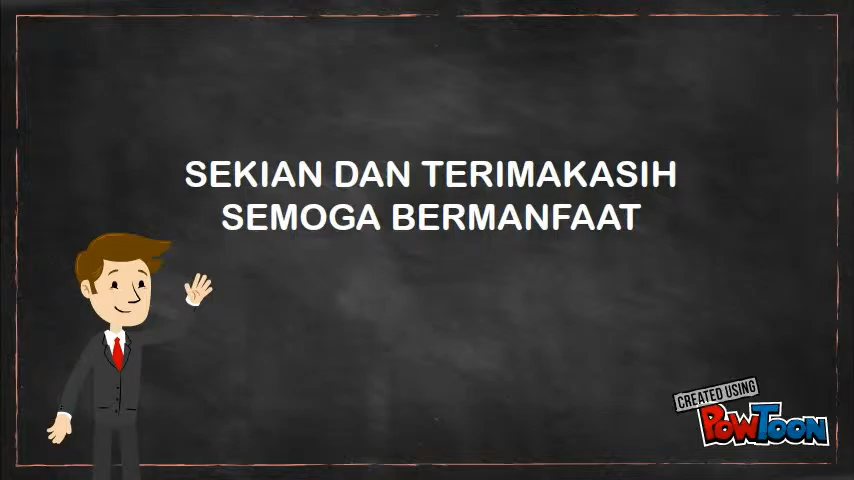 SEKIAN DAN TERIMAKASIH
SEMOGA BERMANFAAT
CREATED USING
POWTOON